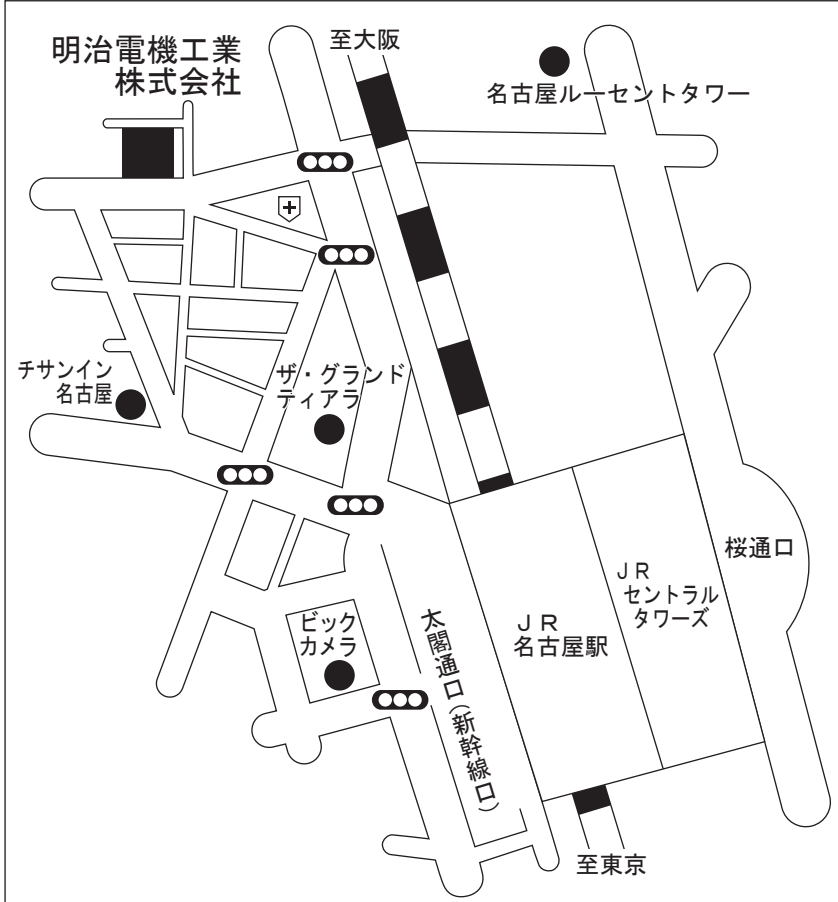 明治電機工業
株式会社
至大阪
名古屋ルーセントタワー
チサンイン
名古屋
ザ・グランド
ティアラ
桜通口
JR
セントラル
タワーズ
JR
名古屋駅
ビック
カメラ
太閤通口(新幹線口)
至東京